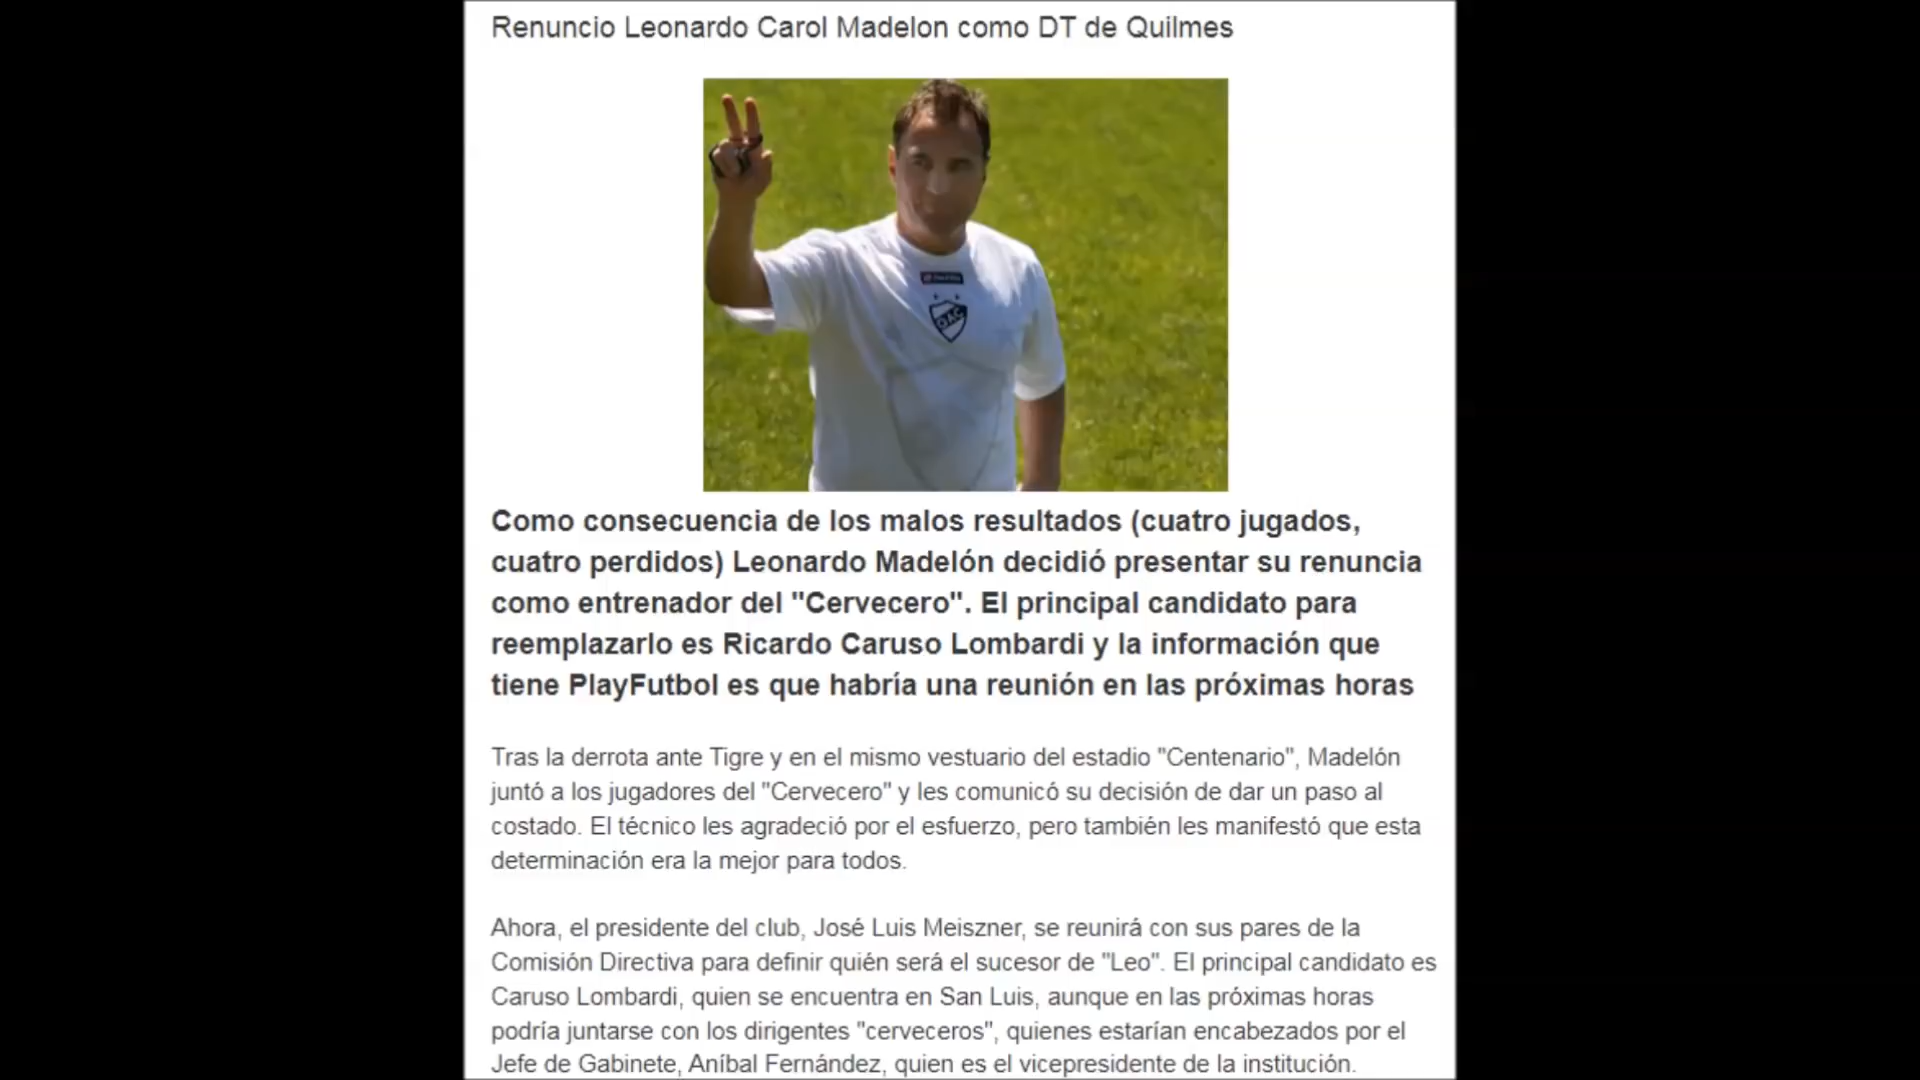 Renuncio Leonardo Carol Madelon como DT de Quilmes
QAC
Como consecuencia de los malos resultados (cuatro jugados,
cuatro perdidos) Leonardo Madelón decidió presentar su renuncia
como entrenador del "Cervecero". El principal candidato para
reemplazarlo es Ricardo Caruso Lombardi y la información que
tiene PlayFutbol es que habría una reunión en las próximas horas
Tras la derrota ante Tigre y en el mismo vestuario del estadio "Centenario", Madelón
juntó a los jugadores del "Cervecero" y les comunicó su decisión de dar un paso al
costado. El técnico les agradeció por el esfuerzo, pero también les manifestó que esta
determinación era la mejor para todos.
Ahora, el presidente del club, José Luis Meiszner, se reunirá con sus pares de la
Comisión Directiva para definir quién será el sucesor de "Leo". El principal candidato es
Caruso Lombardi, quien se encuentra en San Luis, aunque en las próximas horas
podría juntarse con los dirigentes "cerveceros", quienes estarían encabezados por el
Jefe de Gabinete, Aníbal Fernández, quien es el vicepresidente de la institución.